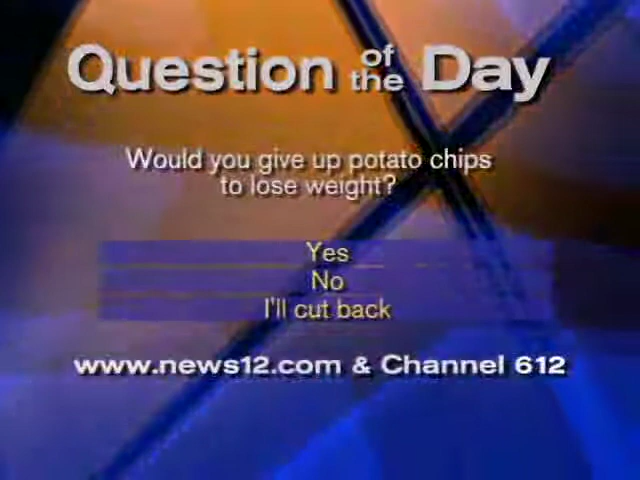 Question of the Day
Would you give up potato chips
to lose weight?
Yes
No
I'll cut back
www.news12.com & Channel 612